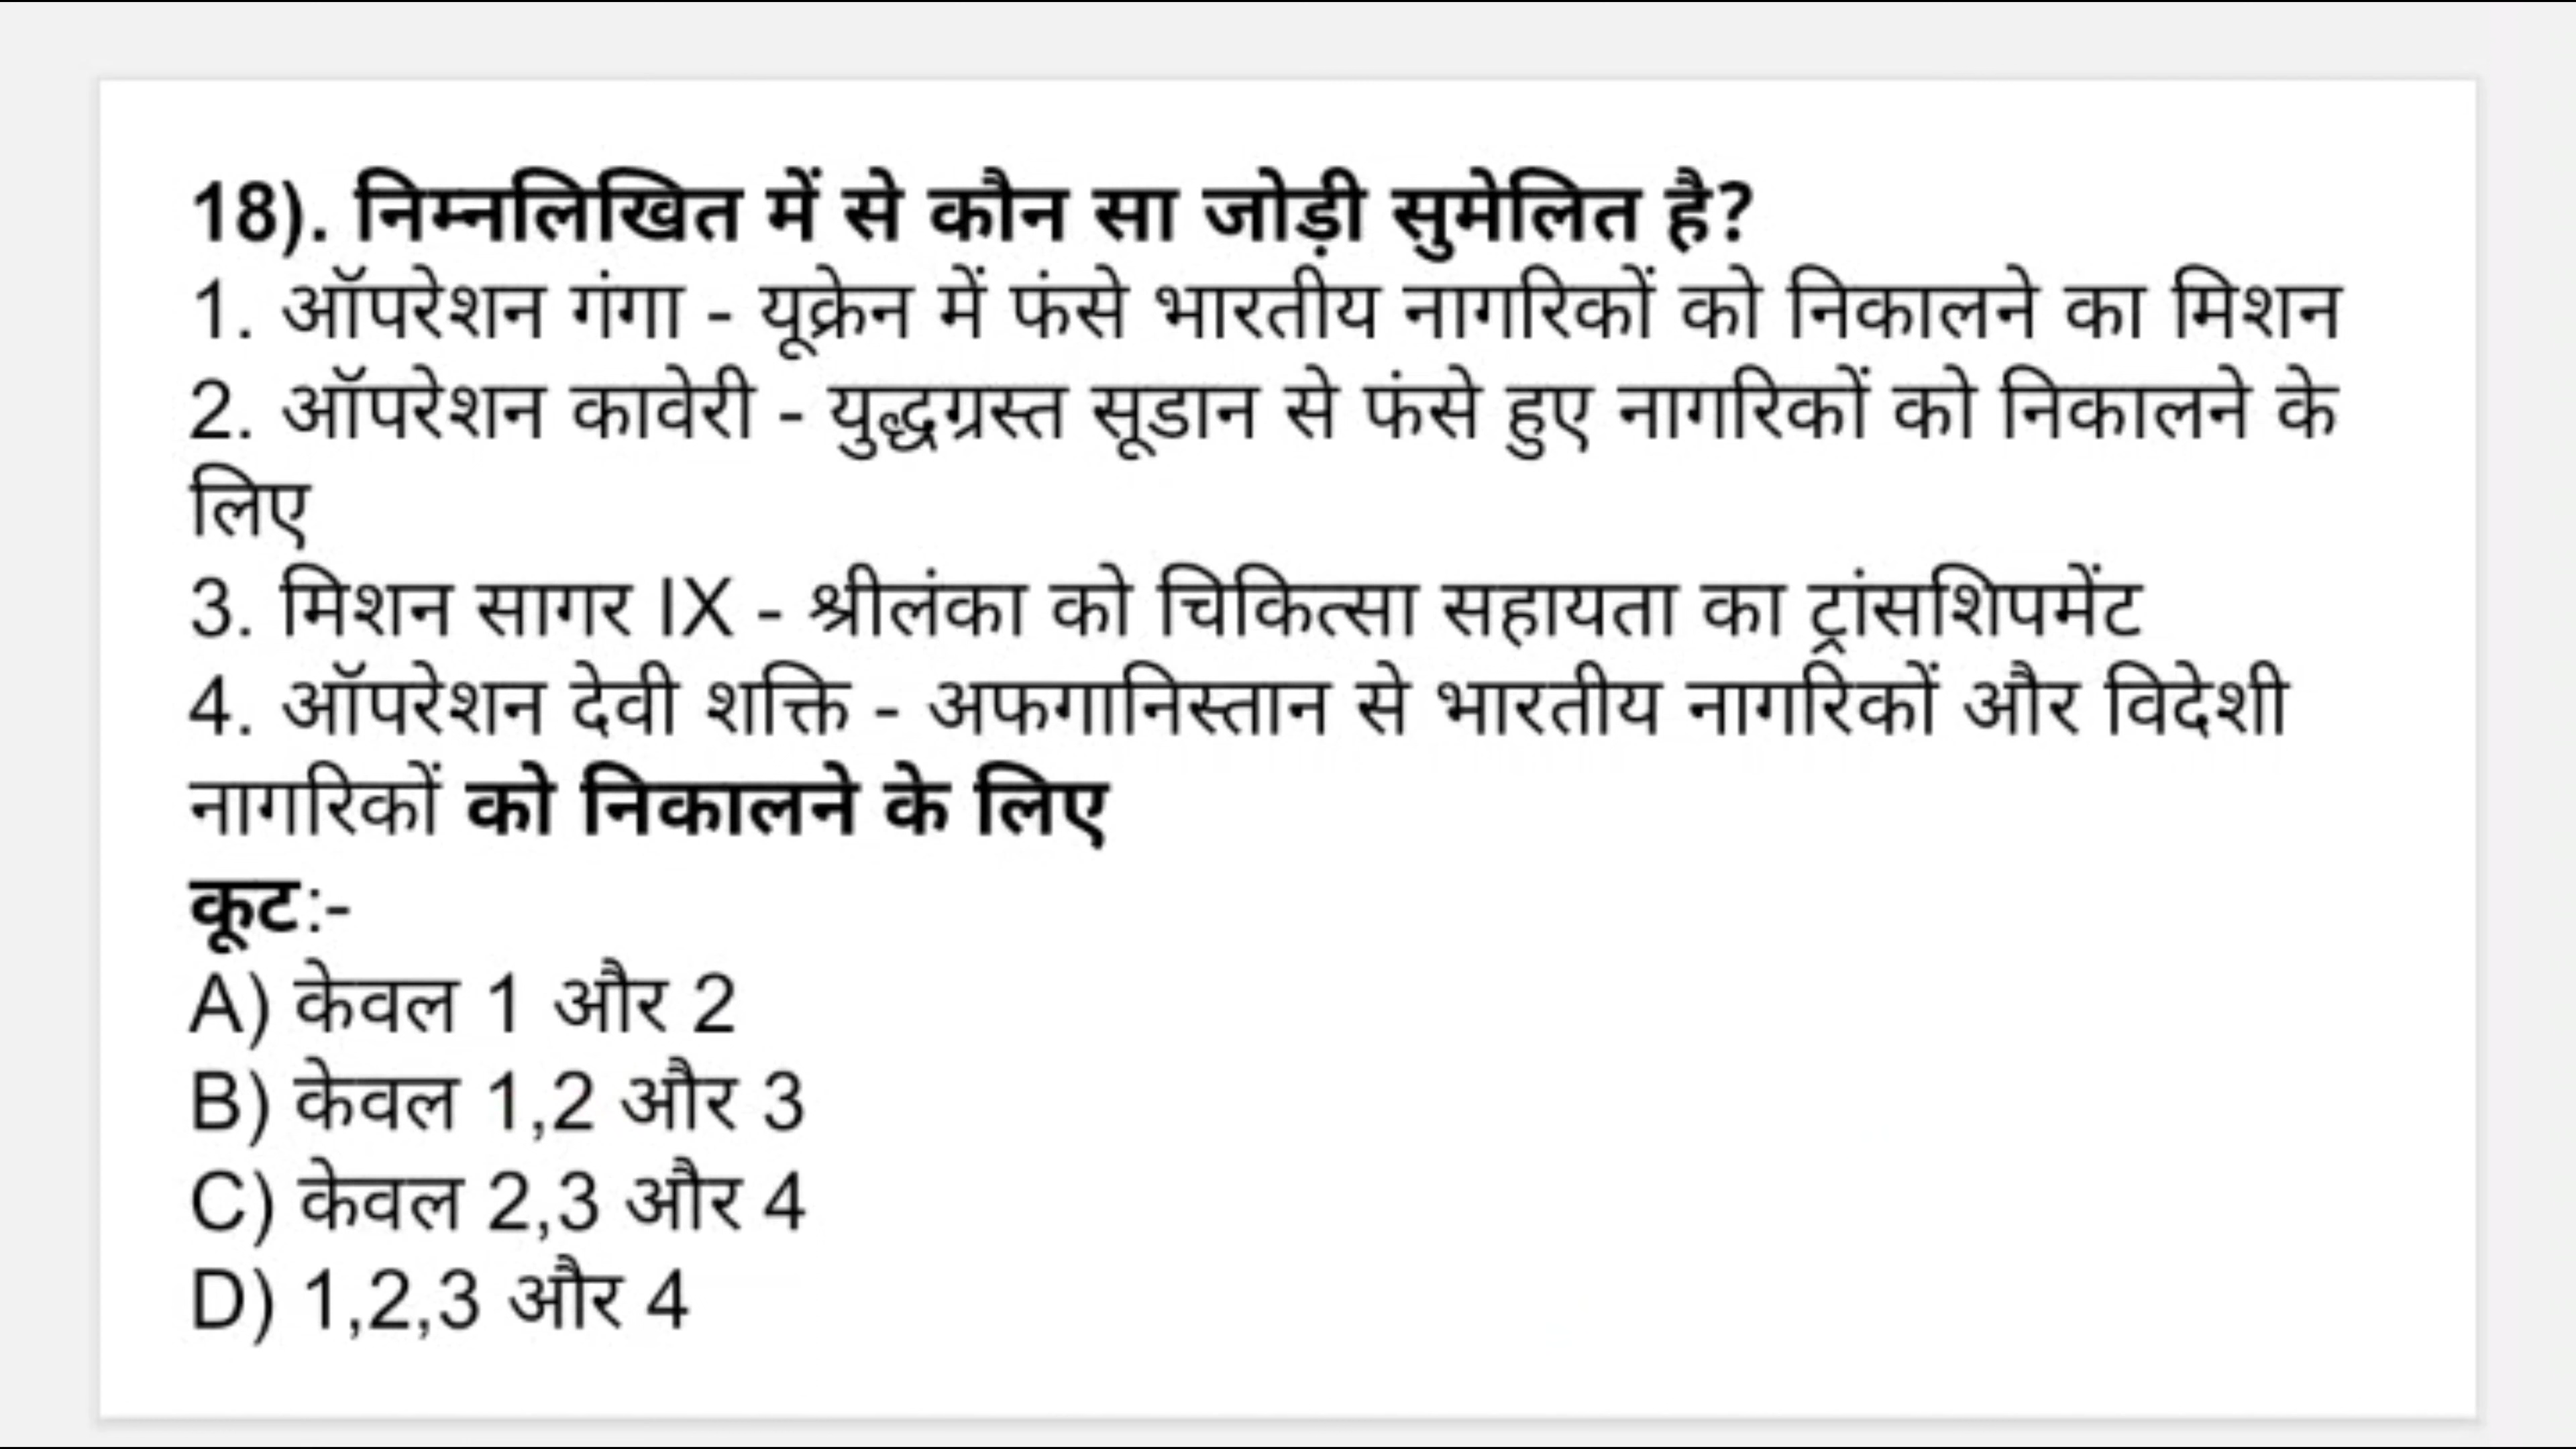 18). निम्नलिखित में से कौन सा जोड़ी सुमेलित है?
1. ऑपरेशन गंगा - यूक्रेन में फंसे भारतीय नागरिकों को निकालने का मिशन
2. ऑपरेशन कावेरी - युद्धग्रस्त सूडान से फंसे हुए नागरिकों को निकालने के
लिए
3. मिशन सागर IX - श्रीलंका को चिकित्सा सहायता का ट्रांसशिपमेंट
4. ऑपरेशन देवी शक्ति - अफगानिस्तान से भारतीय नागरिकों और विदेशी
नागरिकों को निकालने के लिए
कूट:-
A) केवल 1 और 2
B) केवल 1,2 और 3
C) केवल 2,3 और 4
D) 1,2,3 और 4